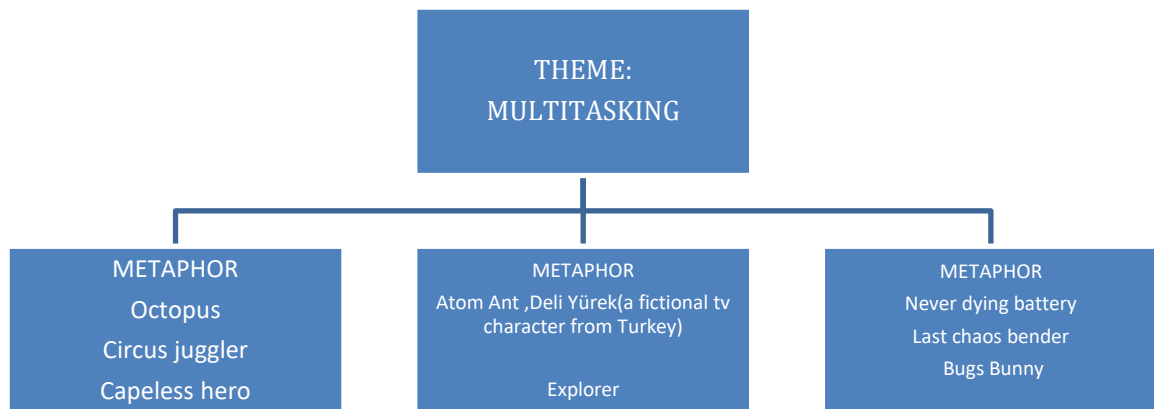 THEME:
MULTITASKING
METAPHOR
Octopus
Circus juggler
Capeless hero
METAPHOR
Atom Ant ,Deli Yürek(a fictional tv
character from Turkey)
Explorer
METAPHOR
Never dying battery
Last chaos bender
Bugs Bunny